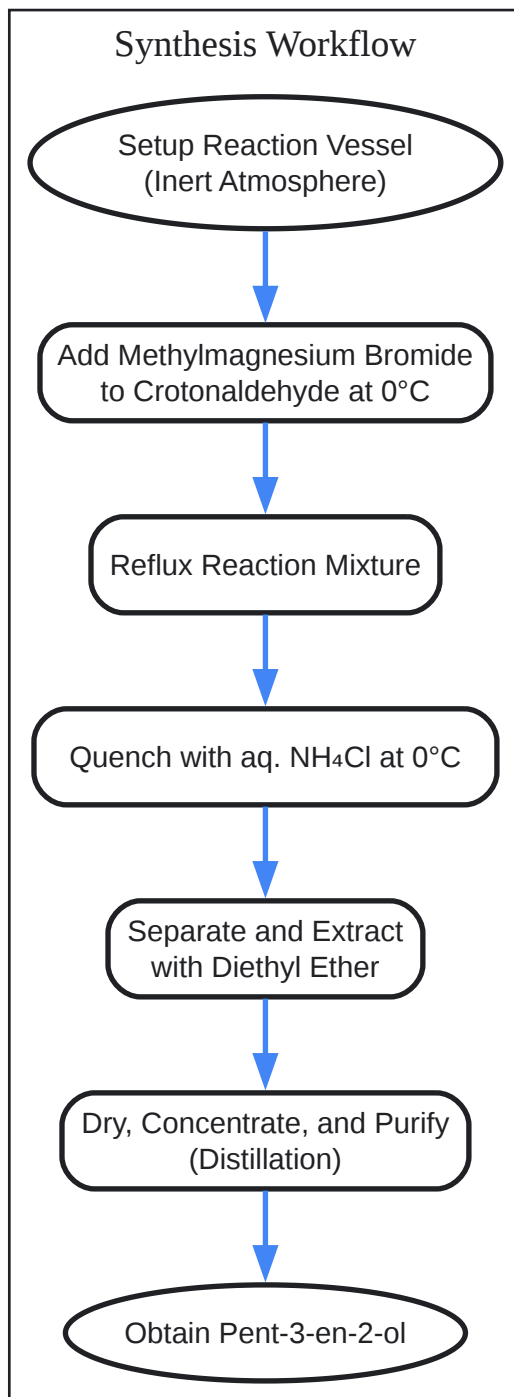 Synthesis Workflow
Setup Reaction Vessel
(Inert Atmosphere)
Add Methylmagnesium Bromide
to Crotonaldehyde at 0°C
Reflux Reaction Mixture
Quench with aq. NH₄Cl at 0°C
Separate and Extract
with Diethyl Ether
Dry, Concentrate, and Purify
(Distillation)
Obtain Pent-3-en-2-ol